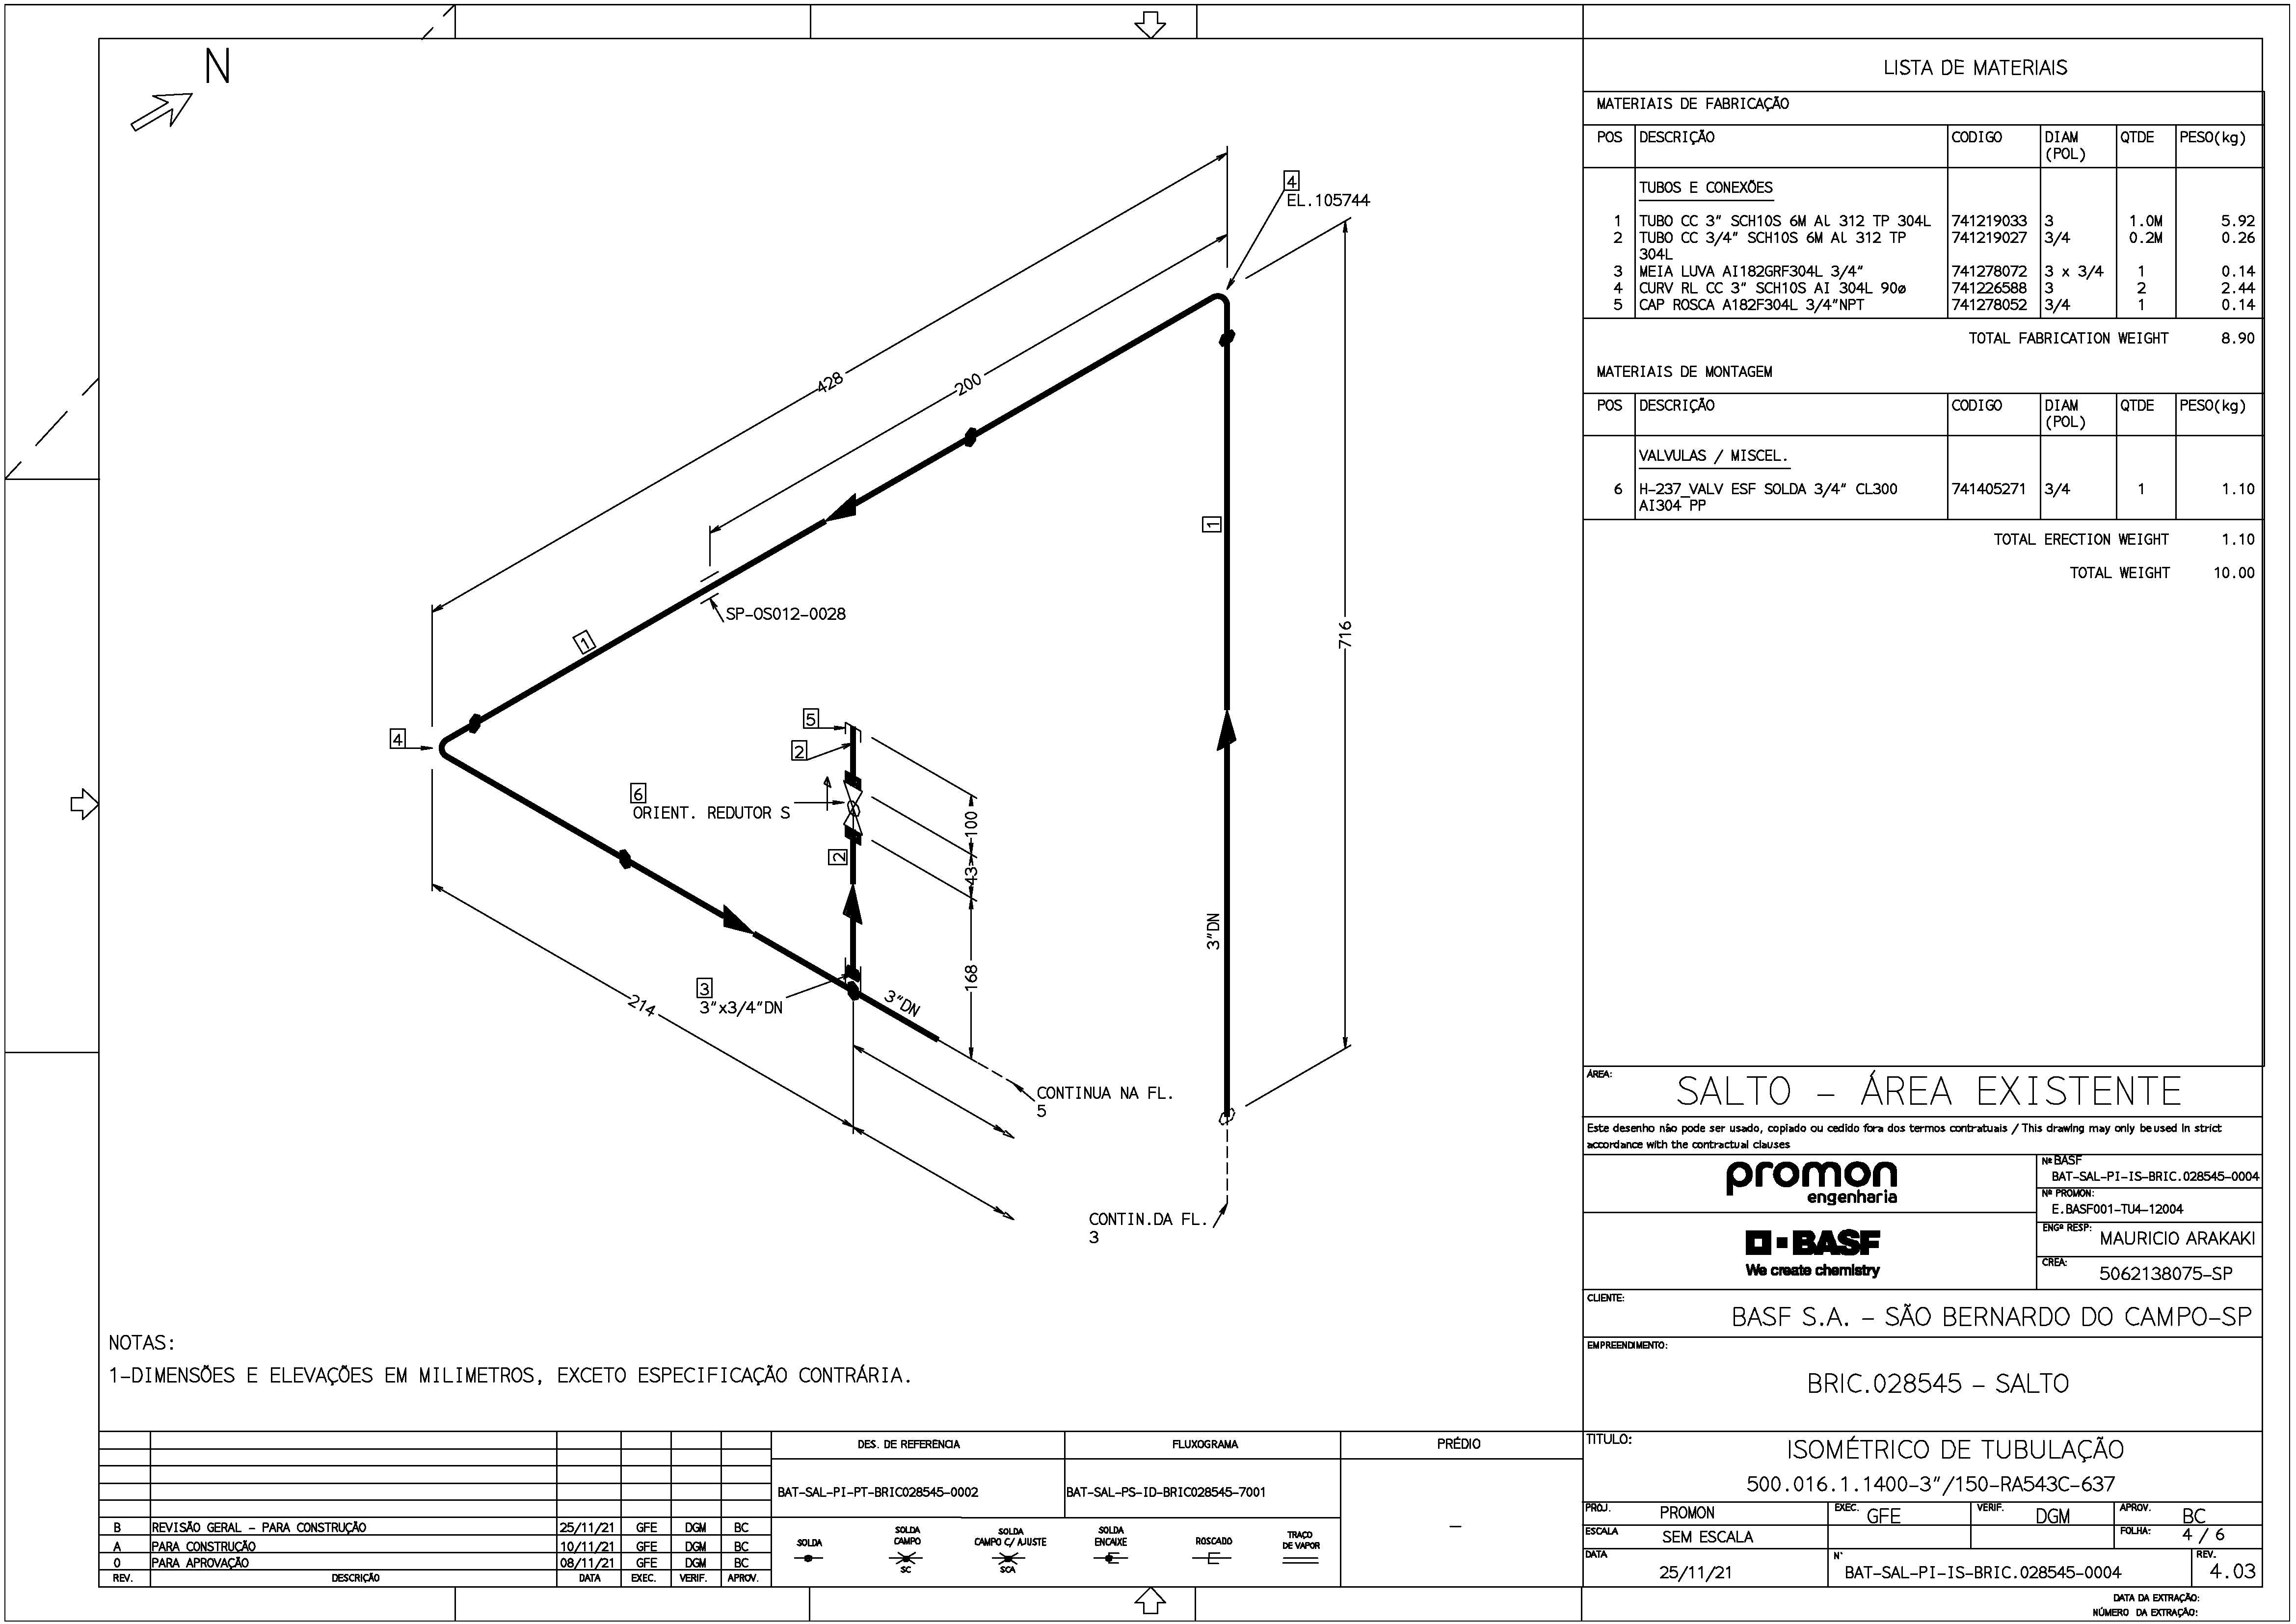 N
4
EL.105744
428
200
1
716
SP-OS012-0028
1
4
5
2
6
ORIENT. REDUTOR S
100
2
43
3"DN
168
3
3"x3/4"DN
3"DN
214
CONTINUA NA FL.
5
CONTIN.DA FL.
3
NOTAS:
1-DIMENSÕES E ELEVAÇÕES EM MILIMETROS, EXCETO ESPECIFICAÇÃO CONTRÁRIA.
LISTA DE MATERIAIS
MATERIAIS DE FABRICAÇÃO
POS DESCRIÇÃO CODIGO DIAM QTDE PESO(kg)
(POL)
TUBOS E CONEXÕES
1 TUBO CC 3" SCH10S 6M Al 312 TP 304L 741219033 3 1.0M 5.92
2 TUBO CC 3/4" SCH10S 6M Al 312 TP 741219027 3/4 0.2M 0.26
304L
3 MEIA LUVA AI182GRF304L 3/4" 741278072 3 x 3/4 1 0.14
4 CURV RL CC 3" SCH10S AI 304L 90ø 741226588 3 2 2.44
5 CAP ROSCA A182F304L 3/4"NPT 741278052 3/4 1 0.14
TOTAL FABRICATION WEIGHT 8.90
MATERIAIS DE MONTAGEM
POS DESCRIÇÃO CODIGO DIAM QTDE PESO(kg)
(POL)
VALVULAS / MISCEL.
6 H-237_VALV ESF SOLDA 3/4" CL300 741405271 3/4 1 1.10
AI304 PP
TOTAL ERECTION WEIGHT 1.10
TOTAL WEIGHT 10.00
ÁREA:
SALTO - ÁREA EXISTENTE
Este desenho não pode ser usado, copiado ou cedido fora dos termos contratuais / This drawing may only be used in strict
accordance with the contractual clauses
promon
engenharia
Nº BASF
BAT-SAL-PI-IS-BRIC.028545-0004
Nº PROMON:
E.BASF001-TU4-12004
BASF
We create chemistry
ENGº RESP:
MAURICIO ARAKAKI
CREA:
5062138075-SP
CLIENTE:
BASF S.A. - SÃO BERNARDO DO CAMPO-SP
EMPREENDIMENTO:
BRIC.028545 - SALTO
TITULO:
ISOMÉTRICO DE TUBULAÇÃO
500.016.1.1400-3"/150-RA543C-637
PROJ. PROMON EXEC. GFE VERIF. DGM APROV. BC
ESCALA SEM ESCALA FOLHA: 4 / 6
DATA 25/11/21 N° BAT-SAL-PI-IS-BRIC.028545-0004 REV. 4.03
DATA DA EXTRAÇÃO:
NÚMERO DA EXTRAÇÃO:
B REVISÃO GERAL - PARA CONSTRUÇÃO 25/11/21 GFE DGM BC
A PARA CONSTRUÇÃO 10/11/21 GFE DGM BC
0 PARA APROVAÇÃO 08/11/21 GFE DGM BC
REV. DESCRIÇÃO DATA EXEC. VERIF. APROV.
DES. DE REFERÊNCIA FLUXOGRAMA PRÉDIO
BAT-SAL-PI-PT-BRIC028545-0002 BAT-SAL-PS-ID-BRIC028545-7001 -
SOLDA
SOLDA CAMPO
SC
SOLDA CAMPO C/ AJUSTE
SCA
SOLDA ENCAIXE
ROSCADO
TRAÇO DE VAPOR